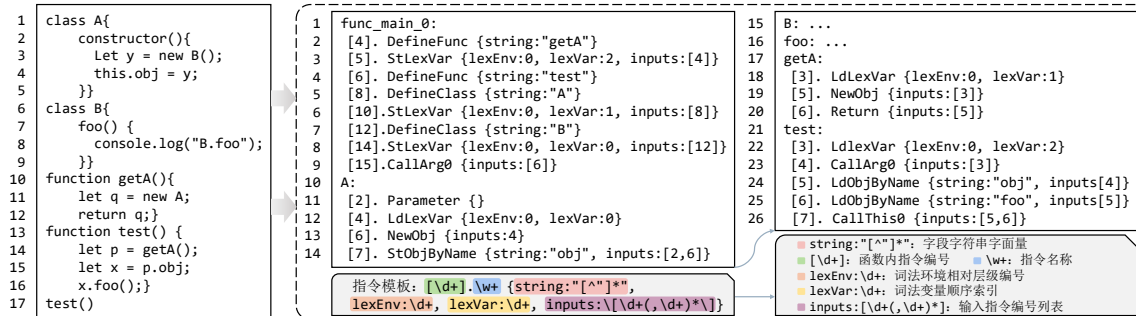 1 class A{
2 constructor(){
3 Let y = new B();
4 this.obj = y;
5 }}
6 class B{
7 foo() {
8 console.log("B.foo");
9 }}
10 function getA(){
11 let q = new A;
12 return q;}
13 function test() {
14 let p = getA();
15 let x = p.obj;
16 x.foo();}
17 test()
1 func_main_0:
2 [4]. DefineFunc {string:"getA"}
3 [5]. StLexVar {lexEnv:0, lexVar:2, inputs:[4]}
4 [6]. DefineFunc {string:"test"}
5 [8]. DefineClass {string:"A"}
6 [10].StLexVar {lexEnv:0, lexVar:1, inputs:[8]}
7 [12].DefineClass {string:"B"}
8 [14].StLexVar {lexEnv:0, lexVar:0, inputs:[12]}
9 [15].CallArg0 {inputs:[6]}
10 A:
11 [2]. Parameter {}
12 [4]. LdLexVar {lexEnv:0, lexVar:0}
13 [6]. NewObj {inputs:4}
14 [7]. StObjByName {string:"obj", inputs:[2,6]}
15 B: ...
16 foo: ...
17 getA:
18 [3]. LdLexVar {lexEnv:0, lexVar:1}
19 [5]. NewObj {inputs:[3]}
20 [6]. Return {inputs:[5]}
21 test:
22 [3]. LdlexVar {lexEnv:0, lexVar:2}
23 [4]. CallArg0 {inputs:[3]}
24 [5]. LdObjByName {string:"obj", inputs[4]}
25 [6]. LdObjByName {string:"foo", inputs[5]}
26 [7]. CallThis0 {inputs:[5,6]}
指令模板: [\d+].\w+ {string:"[^"]*",
lexEnv:\d+, lexVar:\d+, inputs:\[\d+(,\d+)*\]}
string:"[^"]*": 字段字符串字面量
[\d+]: 函数内指令编号 \w+: 指令名称
lexEnv:\d+: 词法环境相对层级编号
lexVar:\d+: 词法变量顺序索引
inputs:[\d+(,\d+)*]: 输入指令编号列表